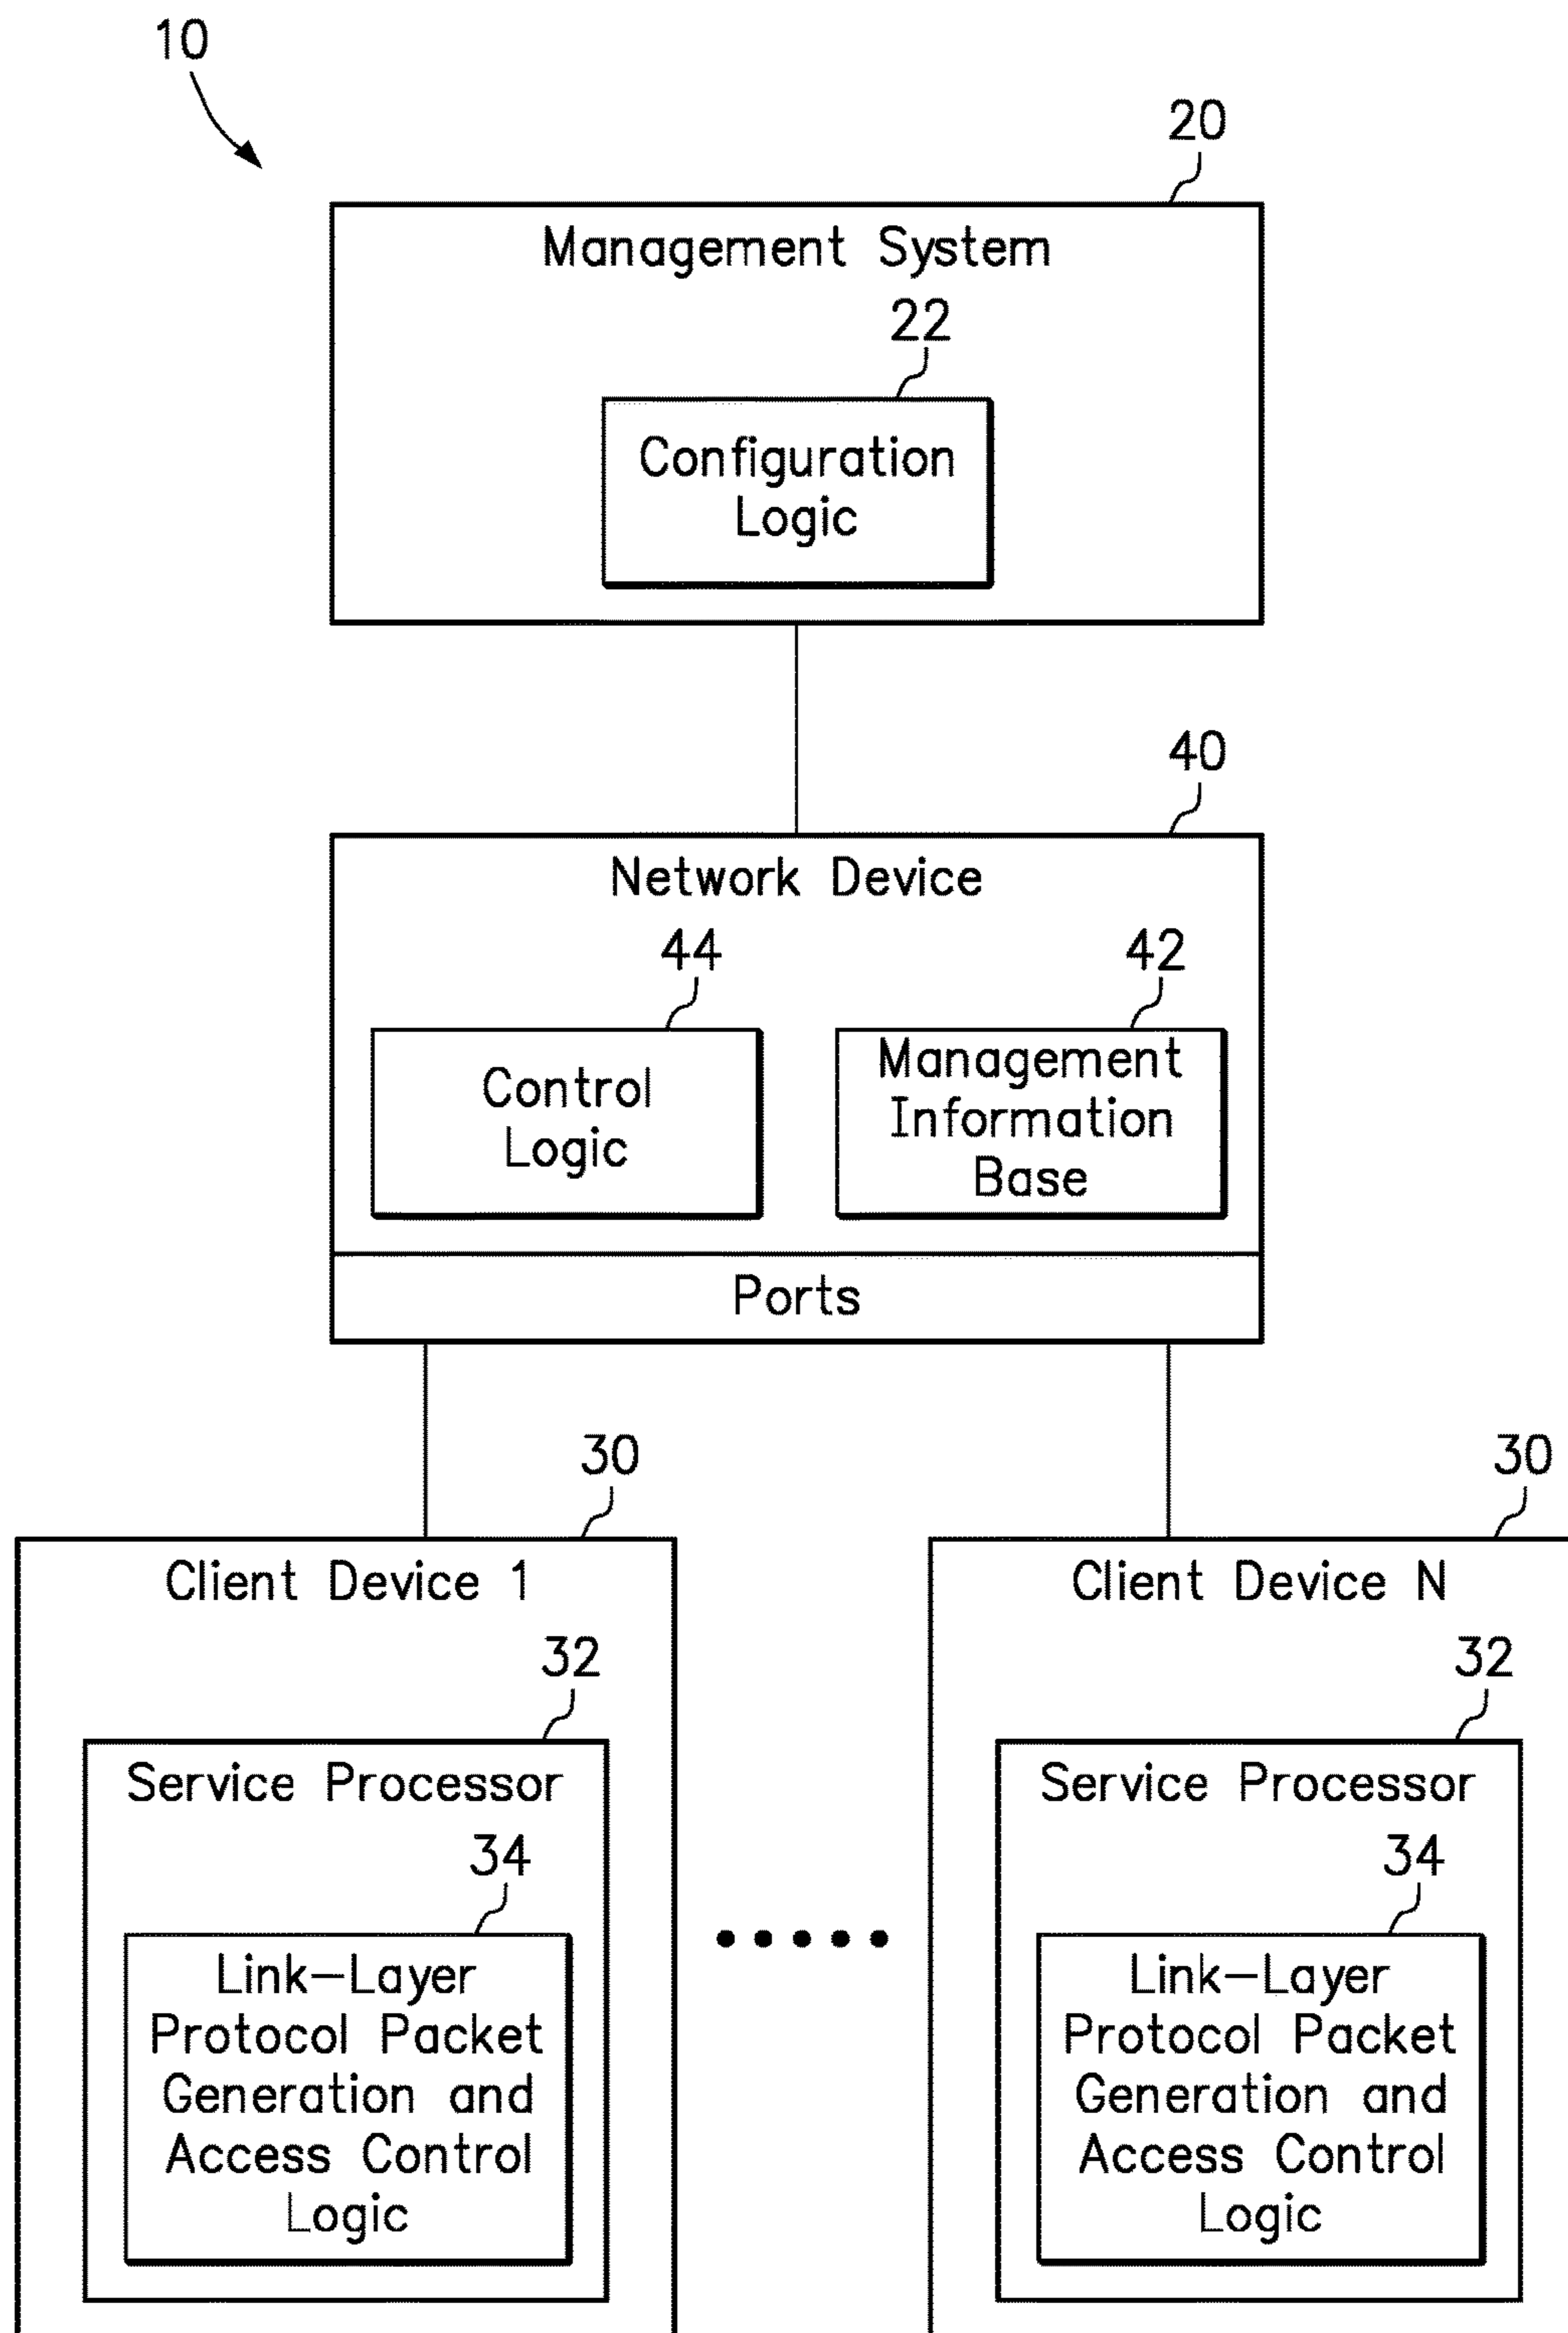 10
20
Management System
22
Configuration
Logic
40
Network Device
44
42
Control
Logic
Management
Information
Base
Ports
30
30
Client Device 1
Client Device N
32
32
Service Processor
Service Processor
34
34
Link-Layer
Protocol Packet
Generation and
Access Control
Logic
Link-Layer
Protocol Packet
Generation and
Access Control
Logic